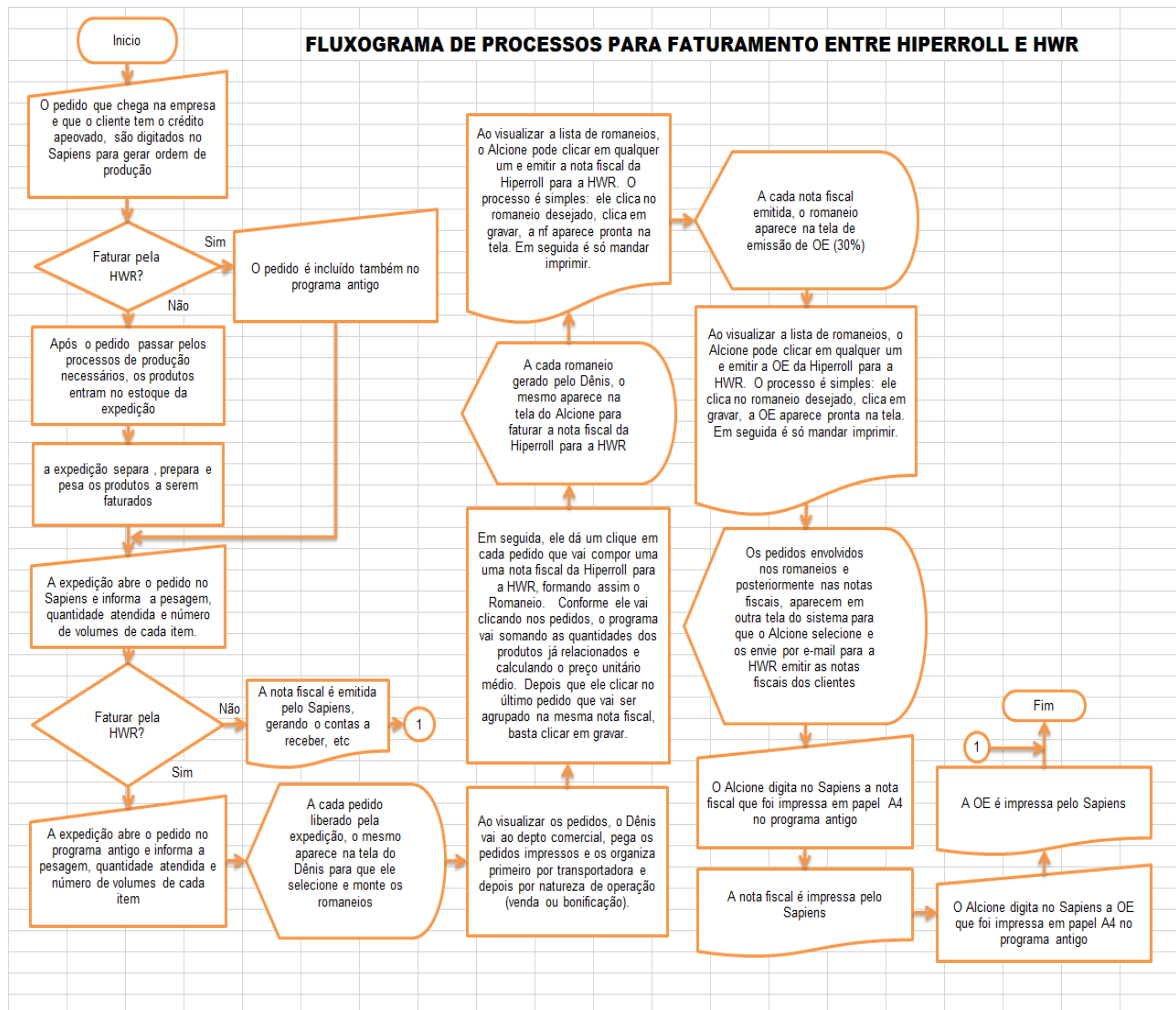 FLUXOGRAMA DE PROCESSOS PARA FATURAMENTO ENTRE HIPERROLL E HWR
Inicio
O pedido que chega na empresa
e que o cliente tem o crédito
apeovado, são digitados no
Sapiens para gerar ordem de
produção
Faturar pela
HWR?
Sim
Não
O pedido é incluído também no
programa antigo
Após o pedido passar pelos
processos de produção
necessários, os produtos
entram no estoque da
expedição
a expedição separa , prepara e
pesa os produtos a serem
faturados
A expedição abre o pedido no
Sapiens e informa a pesagem,
quantidade atendida e número
de volumes de cada item.
Faturar pela
HWR?
Não
Sim
A nota fiscal é emitida
pelo Sapiens,
gerando o contas a
receber, etc
1
A expedição abre o pedido no
programa antigo e informa a
pesagem, quantidade atendida e
número de volumes de cada
item
A cada pedido
liberado pela
expedição, o mesmo
aparece na tela do
Dênis para que ele
selecione e monte os
romaneios
Ao visualizar os pedidos, o Dênis
vai ao depto comercial, pega os
pedidos impressos e os organiza
primeiro por transportadora e
depois por natureza de operação
(venda ou bonificação).
Em seguida, ele dá um clique em
cada pedido que vai compor uma
uma nota fiscal da Hiperroll para
a HWR, formando assim o
Romaneio. Conforme ele vai
clicando nos pedidos, o programa
vai somando as quantidades dos
produtos já relacionados e
calculando o preço unitário
médio. Depois que ele clicar no
último pedido que vai ser
agrupado na mesma nota fiscal,
basta clicar em gravar.
A cada romaneio
gerado pelo Dênis, o
mesmo aparece na
tela do Alcione para
faturar a nota fiscal da
Hiperroll para a HWR
Ao visualizar a lista de romaneios,
o Alcione pode clicar em qualquer
um e emitir a nota fiscal da
Hiperroll para a HWR. O
processo é simples: ele clica no
romaneio desejado, clica em
gravar, a nf aparece pronta na
tela. Em seguida é só mandar
imprimir.
A cada nota fiscal
emitida, o romaneio
aparece na tela de
emissão de OE (30%)
Ao visualizar a lista de romaneios, o
Alcione pode clicar em qualquer um
e emitir a OE da Hiperroll para a
HWR. O processo é simples: ele
clica no romaneio desejado, clica em
gravar, a OE aparece pronta na tela.
Em seguida é só mandar imprimir.
Os pedidos envolvidos
nos romaneios e
posteriormente nas notas
fiscais, aparecem em
outra tela do sistema para
que o Alcione selecione e
os envie por e-mail para a
HWR emitir as notas
fiscais dos clientes
O Alcione digita no Sapiens a nota
fiscal que foi impressa em papel A4
no programa antigo
A nota fiscal é impressa pelo
Sapiens
O Alcione digita no Sapiens a OE
que foi impressa em papel A4 no
programa antigo
A OE é impressa pelo Sapiens
1
Fim